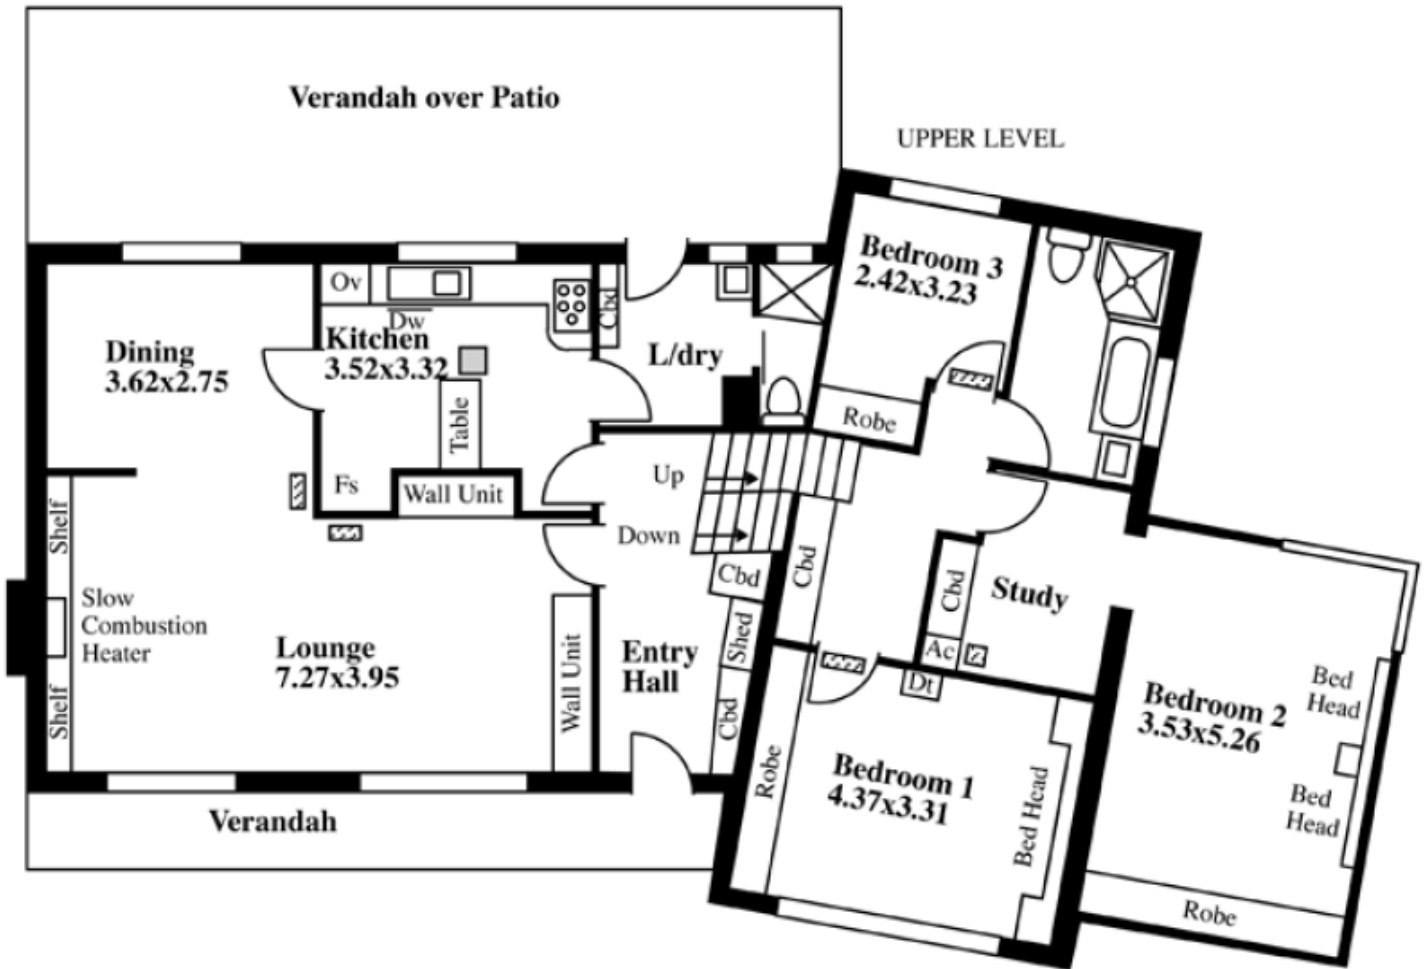 Verandah over Patio
UPPER LEVEL
Bedroom 3
2.42x3.23
Ov
Dw
Kitchen
3.52x3.32
Cbd
Dining
3.62x2.75
L/dry
Table
Robe
Up
Fs
Wall Unit
Down
Shelf
Cbd
Cbd
Cbd
Study
Slow
Combustion
Heater
Lounge
7.27x3.95
Wall Unit
Entry
Hall
Shed
Ac
Dt
Bed
Head
Shelf
Cbd
Bedroom 2
3.53x5.26
Robe
Bedroom 1
4.37x3.31
Bed Head
Bed
Head
Verandah
Robe